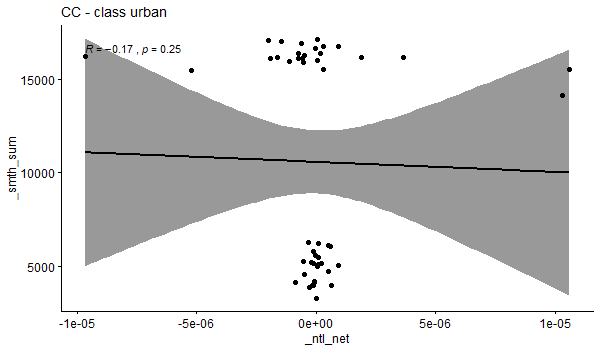 CC - class urban
R = −0.17 , p = 0.25
15000
10000
5000
_smth_sum
-1e-05 -5e-06 0e+00 5e-06 1e-05
_ntl_net